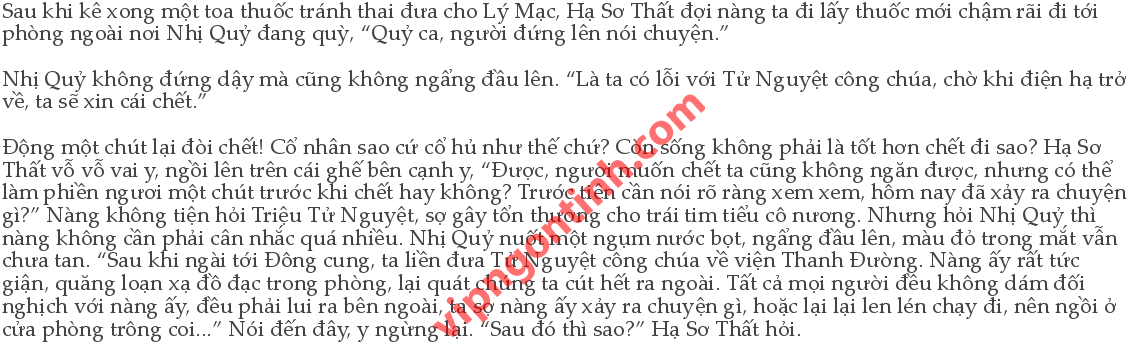 Sau khi kê xong một toa thuốc tránh thai đưa cho Lý Mạc, Hạ Sơ Thất đợi nàng ta đi lấy thuốc mới chậm rãi đi tới
phòng ngoài nơi Nhị Quỷ đang quỳ, “Quỷ ca, người đứng lên nói chuyện.”
Nhị Quỷ không đứng dậy mà cũng không ngẩng đầu lên. “Là ta có lỗi với Tử Nguyệt công chúa, chờ khi điện hạ trở
về, ta sẽ xin cái chết.”
Động một chút lại đòi chết! Cổ nhân sao cứ cổ hủ như thế chứ? Còn sống không phải là tốt hơn chết đi sao? Hạ Sơ
Thất vỗ vỗ vai y, ngồi lên trên cái ghế bên cạnh y, “Được, ngươi muốn chết ta cũng không ngăn được, nhưng có thể
làm phiền ngươi một chút trước khi chết hay không? Trước tiên cần nói rõ ràng xem xem, hôm nay đã xảy ra chuyện
gì?” Nàng không tiện hỏi Triệu Tử Nguyệt, sợ gây tổn thương cho trái tim tiểu cô nương. Nhưng hỏi Nhị Quỷ thì
nàng không cần phải cân nhắc quá nhiều. Nhị Quỷ nuốt một ngụm nước bọt, ngẩng đầu lên, màu đỏ trong mắt vẫn
chưa tan. “Sau khi ngài tới Đông cung, ta liền đưa Tử Nguyệt công chúa về viện Thanh Đường. Nàng ấy rất tức
giận, quăng loạn xạ đồ đạc trong phòng, lại quát chúng ta cút hết ra ngoài. Tất cả mọi người đều không dám đối
nghịch với nàng ấy, đều phải lui ra bên ngoài, ta sợ nàng ấy xảy ra chuyện gì, hoặc lại lại len lén chạy đi, nên ngồi ở
cửa phòng trông coi...” Nói đến đây, y ngừng lại. “Sau đó thì sao?” Hạ Sơ Thất hỏi.
vipngontinh.com